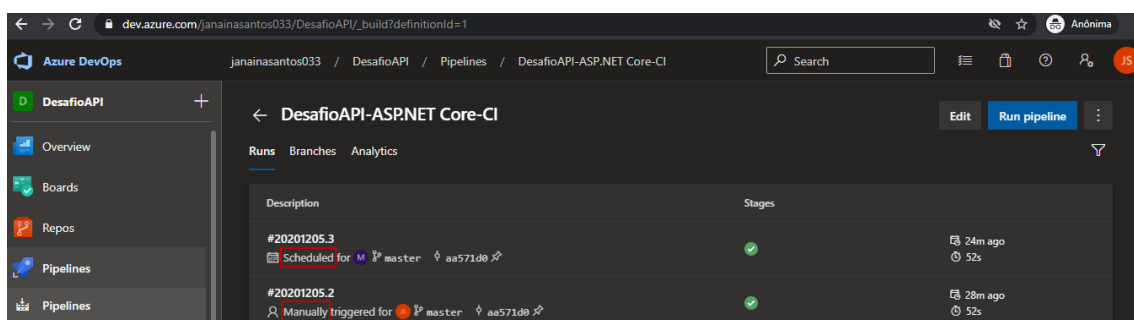 dev.azure.com/janainasantos033/DesafioAPI/_build?definitionId=1
Anônima
Azure DevOps
janainasantos033 / DesafioAPI / Pipelines / DesafioAPI-ASP.NET Core-CI
Search
JS
D DesafioAPI
DesafioAPI-ASP.NET Core-CI
Edit
Run pipeline
Overview
Runs Branches Analytics
Boards
Description
Stages
Repos
#20201205.3
Scheduled for M master aa571d0
24m ago
52s
Pipelines
#20201205.2
Manually triggered for master aa571d0
28m ago
52s
Pipelines